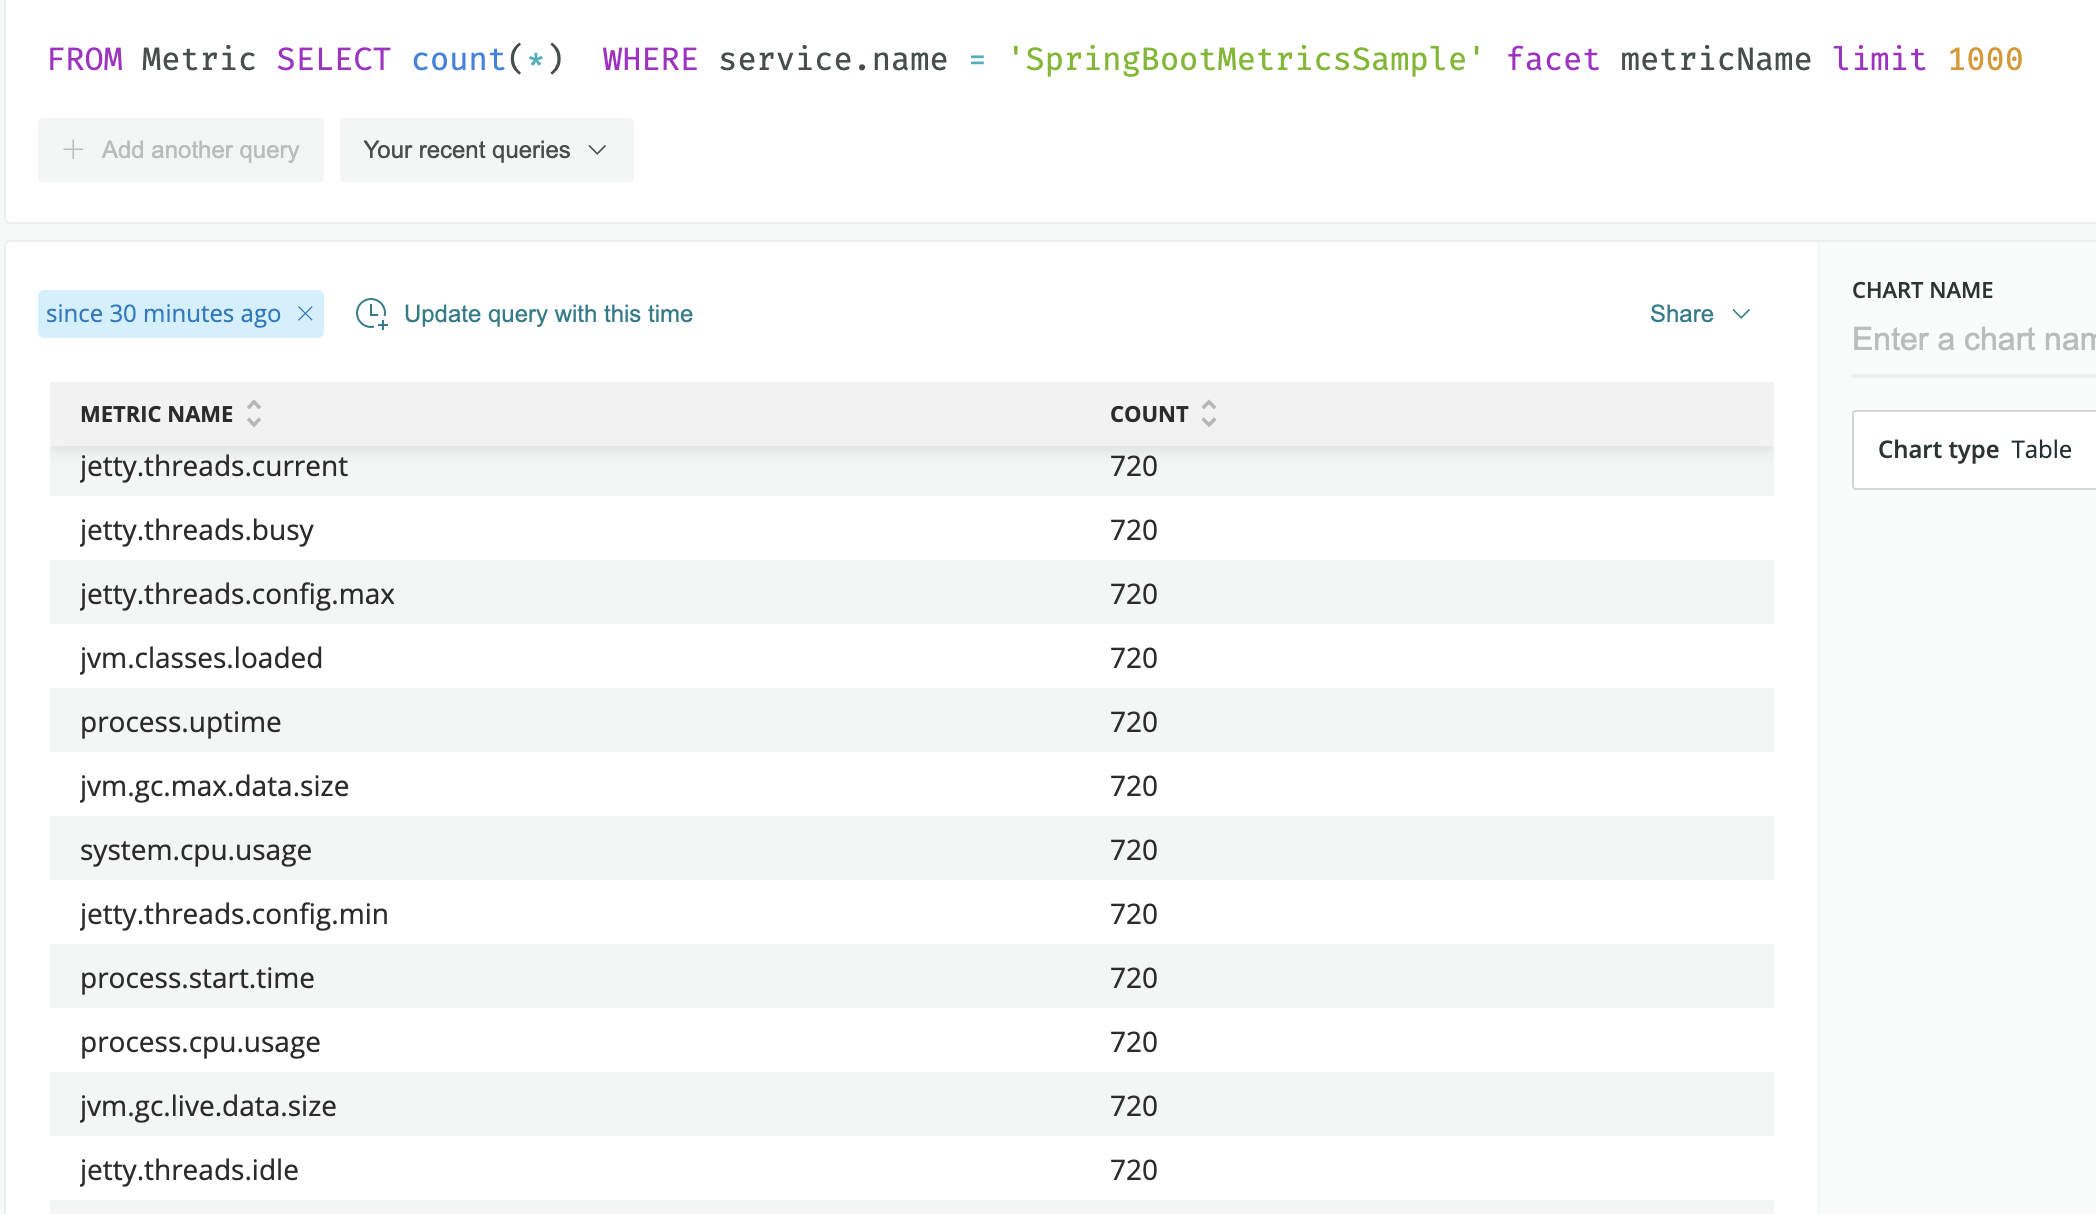 FROM Metric SELECT count(*)  WHERE service.name = 'SpringBootMetricsSample' facet metricName limit 1000
+ Add another query
Your recent queries
since 30 minutes ago ×
Update query with this time
Share
METRIC NAME COUNT
jetty.threads.current 720
jetty.threads.busy 720
jetty.threads.config.max 720
jvm.classes.loaded 720
process.uptime 720
jvm.gc.max.data.size 720
system.cpu.usage 720
jetty.threads.config.min 720
process.start.time 720
process.cpu.usage 720
jvm.gc.live.data.size 720
jetty.threads.idle 720
CHART NAME
Enter a chart nam
Chart type Table